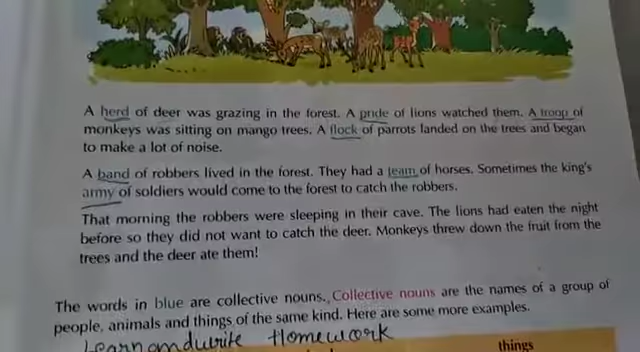 A herd of deer was grazing in the forest. A pride of lions watched them. A troop of
monkeys was sitting on mango trees. A flock of parrots landed on the trees and began
to make a lot of noise.
A band of robbers lived in the forest. They had a team of horses. Sometimes the king's
army of soldiers would come to the forest to catch the robbers.
That morning the robbers were sleeping in their cave. The lions had eaten the night
before so they did not want to catch the deer. Monkeys threw down the fruit from the
trees and the deer ate them!
The words in blue are collective nouns. Collective nouns are the names of a group of
people, animals and things of the same kind. Here are some more examples.
Learn and write Homework
things